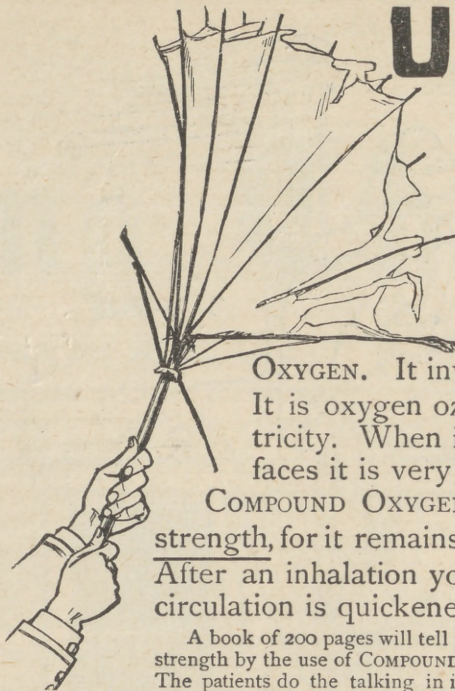 U
OXYGEN. It in
It is oxygen oz
tricity. When i
faces it is very
COMPOUND OXYGE
strength, for it remains
After an inhalation yo
circulation is quickene
A book of 200 pages will tell
strength by the use of COMPOUND
The patients do the talking in i